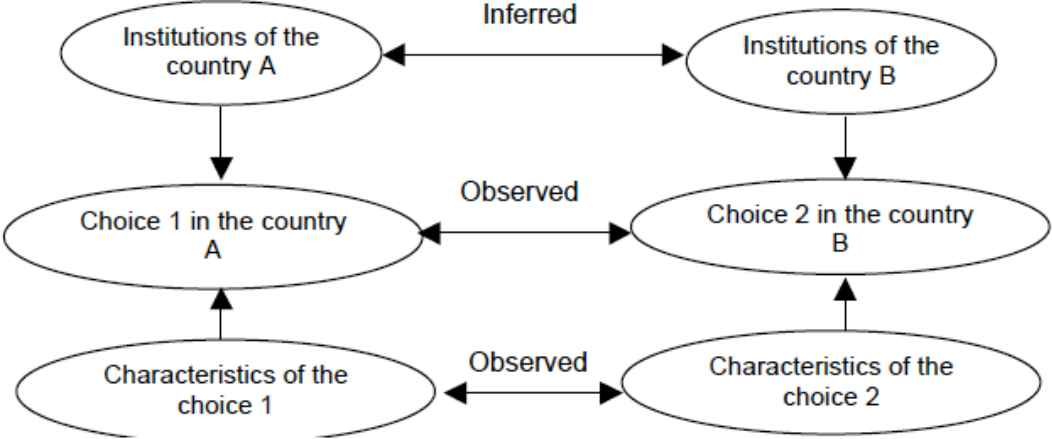 Inferred
Institutions of the
country A
Institutions of the
country B
Observed
Choice 1 in the country
A
Choice 2 in the country
B
Observed
Characteristics of the
choice 1
Characteristics of the
choice 2